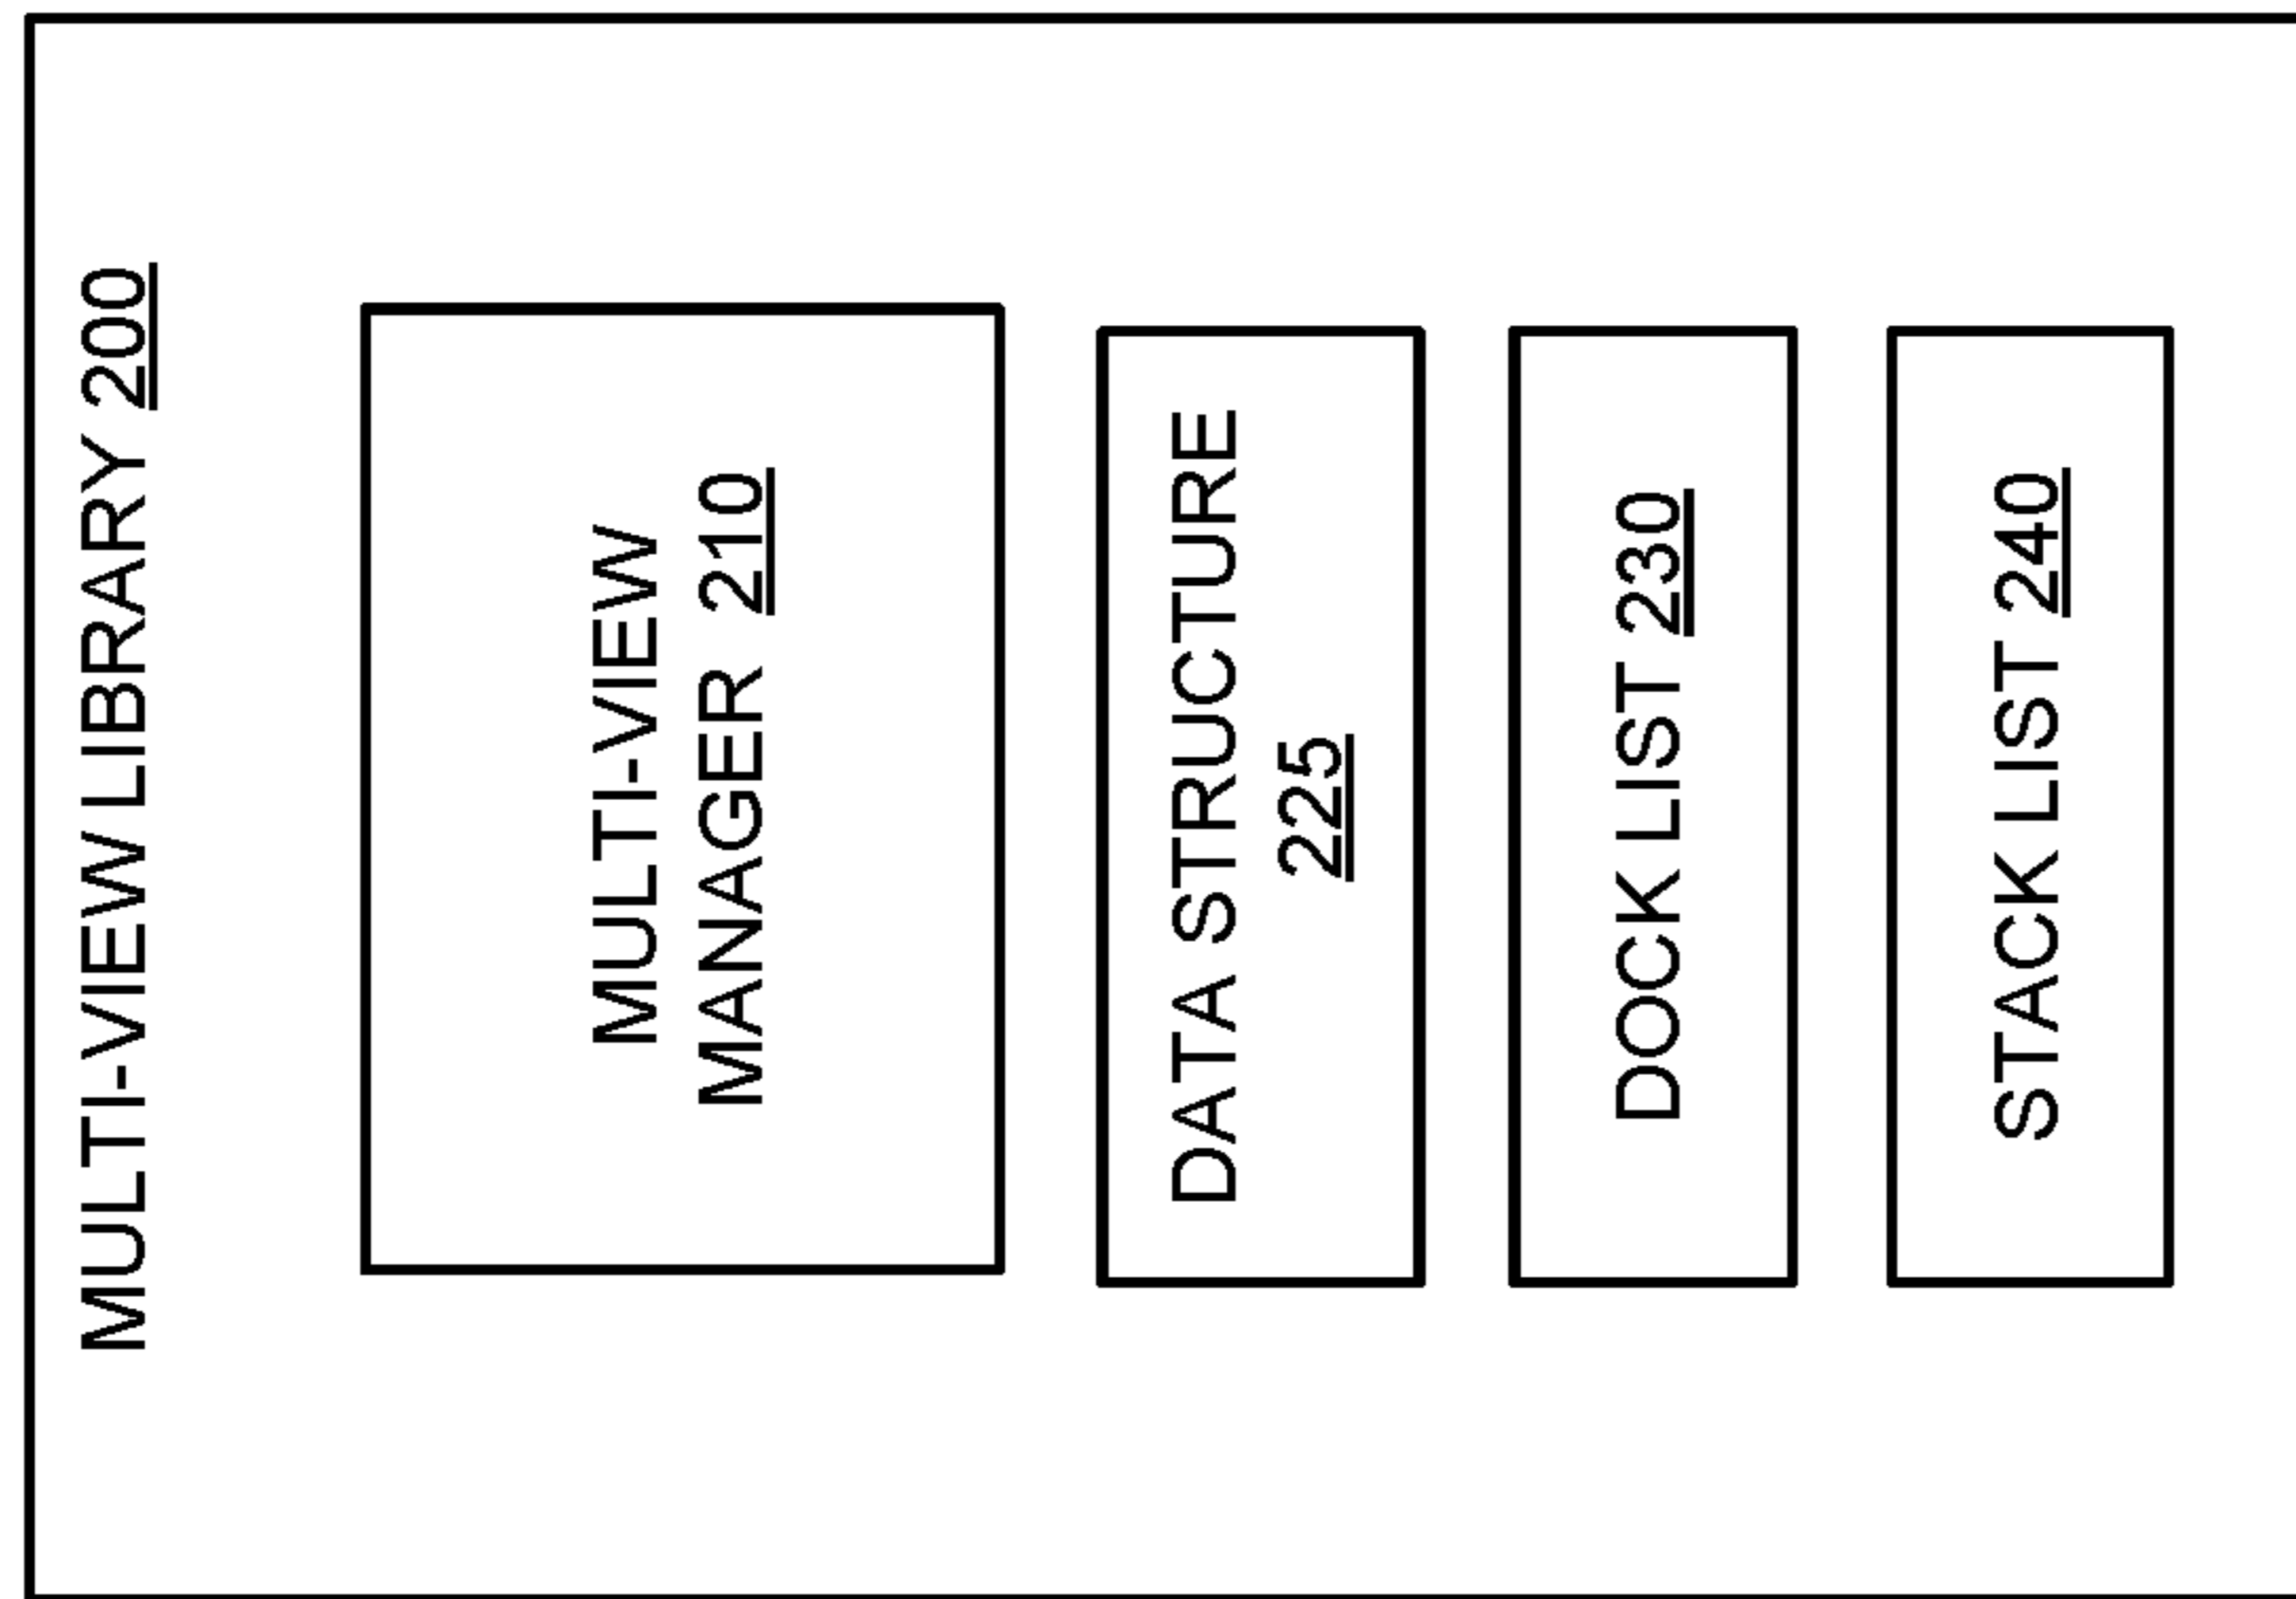 MULTI-VIEW LIBRARY 200
MULTI-VIEW
MANAGER 210
DATA STRUCTURE
225
DOCK LIST 230
STACK LIST 240